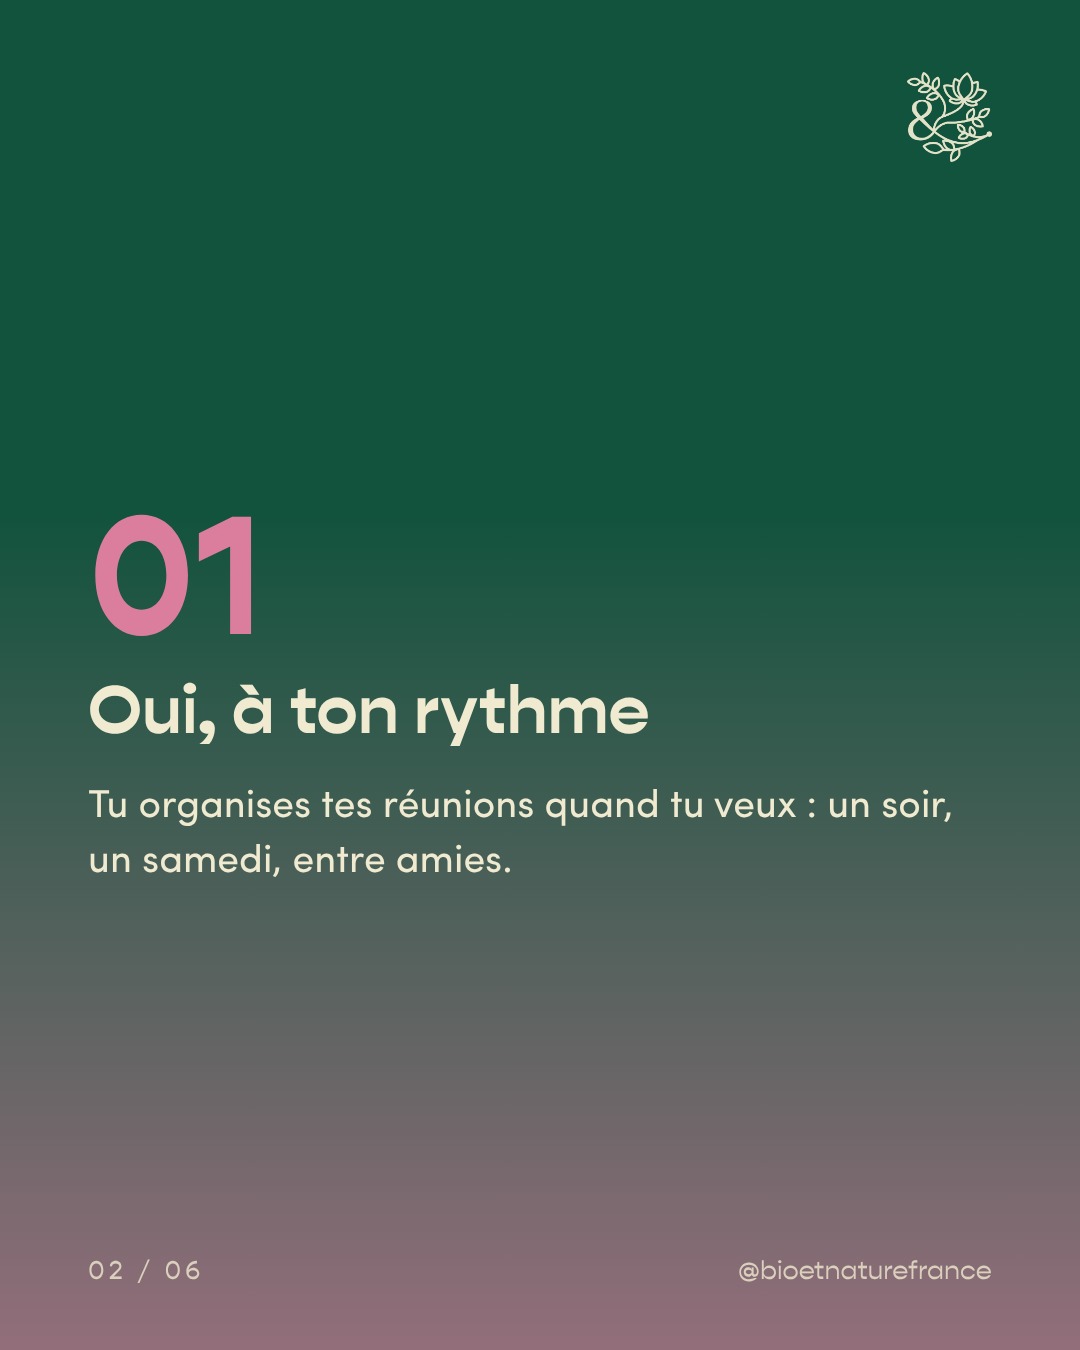 &
01
Oui, à ton rythme
Tu organises tes réunions quand tu veux : un soir,
un samedi, entre amies.
02 / 06
@bioetnaturefrance